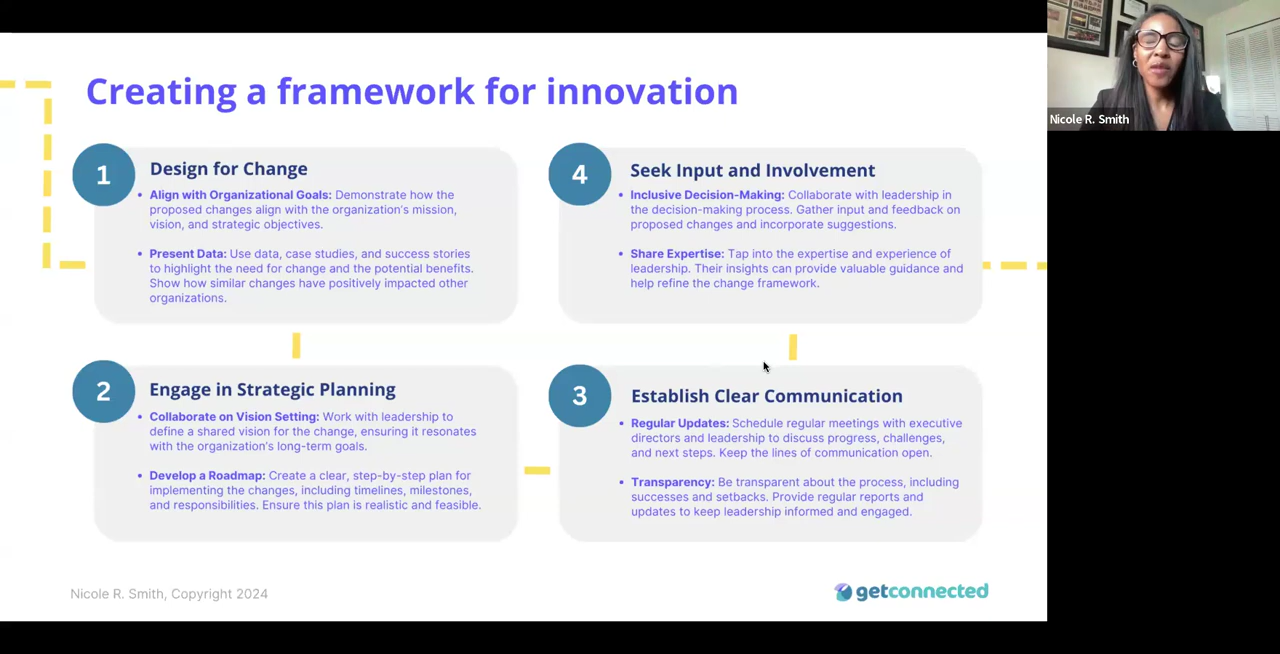 Creating a framework for innovation
1
Design for Change
• Align with Organizational Goals: Demonstrate how the
proposed changes align with the organization's mission,
vision, and strategic objectives.
• Present Data: Use data, case studies, and success stories
to highlight the need for change and the potential benefits.
Show how similar changes have positively impacted other
organizations.
2
Engage in Strategic Planning
• Collaborate on Vision Setting: Work with leadership to
define a shared vision for the change, ensuring it resonates
with the organization's long-term goals.
• Develop a Roadmap: Create a clear, step-by-step plan for
implementing the changes, including timelines, milestones,
and responsibilities. Ensure this plan is realistic and feasible.
3
Establish Clear Communication
• Regular Updates: Schedule regular meetings with executive
directors and leadership to discuss progress, challenges,
and next steps. Keep the lines of communication open.
• Transparency: Be transparent about the process, including
successes and setbacks. Provide regular reports and
updates to keep leadership informed and engaged.
4
Seek Input and Involvement
• Inclusive Decision-Making: Collaborate with leadership in
the decision-making process. Gather input and feedback on
proposed changes and incorporate suggestions.
• Share Expertise: Tap into the expertise and experience of
leadership. Their insights can provide valuable guidance and
help refine the change framework.
Nicole R. Smith, Copyright 2024
getconnected
Nicole R. Smith